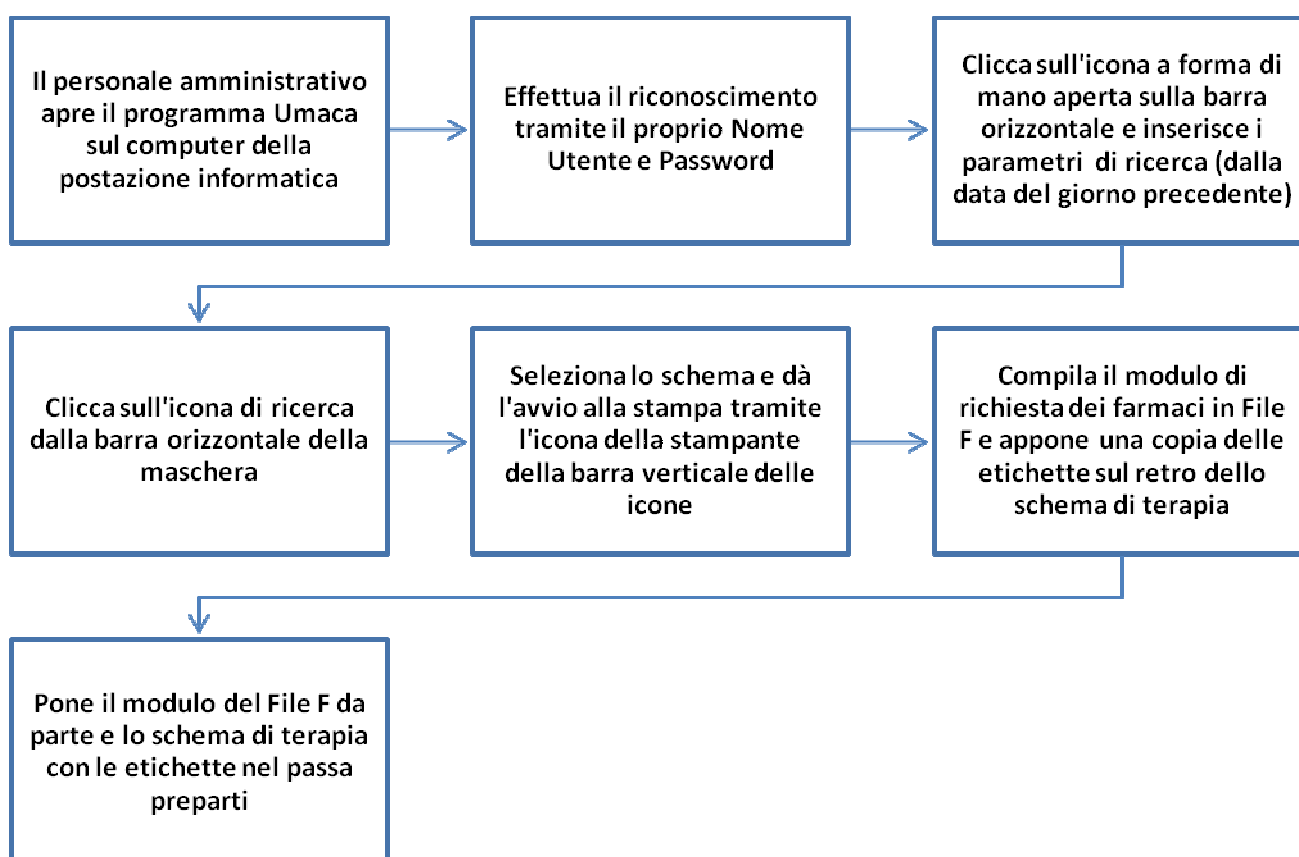 Il personale amministrativo
apre il programma Umaca
sul computer della
postazione informatica
Effettua il riconoscimento
tramite il proprio Nome
Utente e Password
Clicca sull'icona a forma di
mano aperta sulla barra
orizzontale e inserisce i
parametri di ricerca (dalla
data del giorno precedente)
Clicca sull'icona di ricerca
dalla barra orizzontale della
maschera
Seleziona lo schema e dà
l'avvio alla stampa tramite
l'icona della stampante
della barra verticale delle
icone
Compila il modulo di
richiesta dei farmaci in File
F e appone una copia delle
etichette sul retro dello
schema di terapia
Pone il modulo del File F da
parte e lo schema di terapia
con le etichette nel passa
preparti